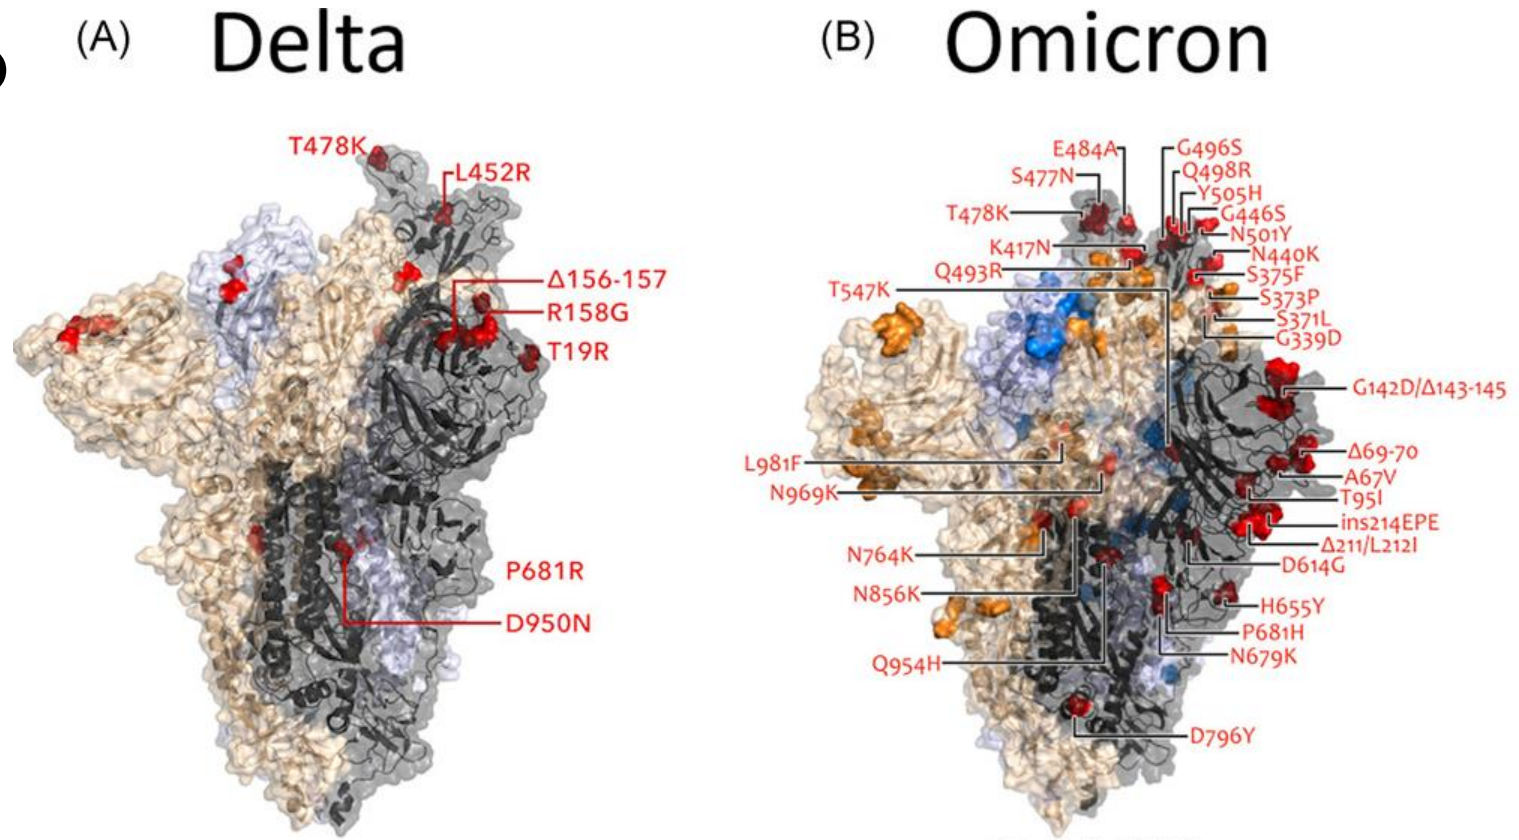 (A) Delta
T478K
L452R
Δ156-157
R158G
T19R
P681R
D950N
(B) Omicron
E484A
G496S
S477N
Q498R
Y505H
T478K
G446S
N501Y
K417N
N440K
Q493R
S375F
T547K
S373P
S371L
G339D
G142D/Δ143-145
Δ69-70
L981F
A67V
N969K
T95I
ins214EPE
Δ211/L212I
N764K
D614G
N856K
H655Y
P681H
N679K
Q954H
D796Y